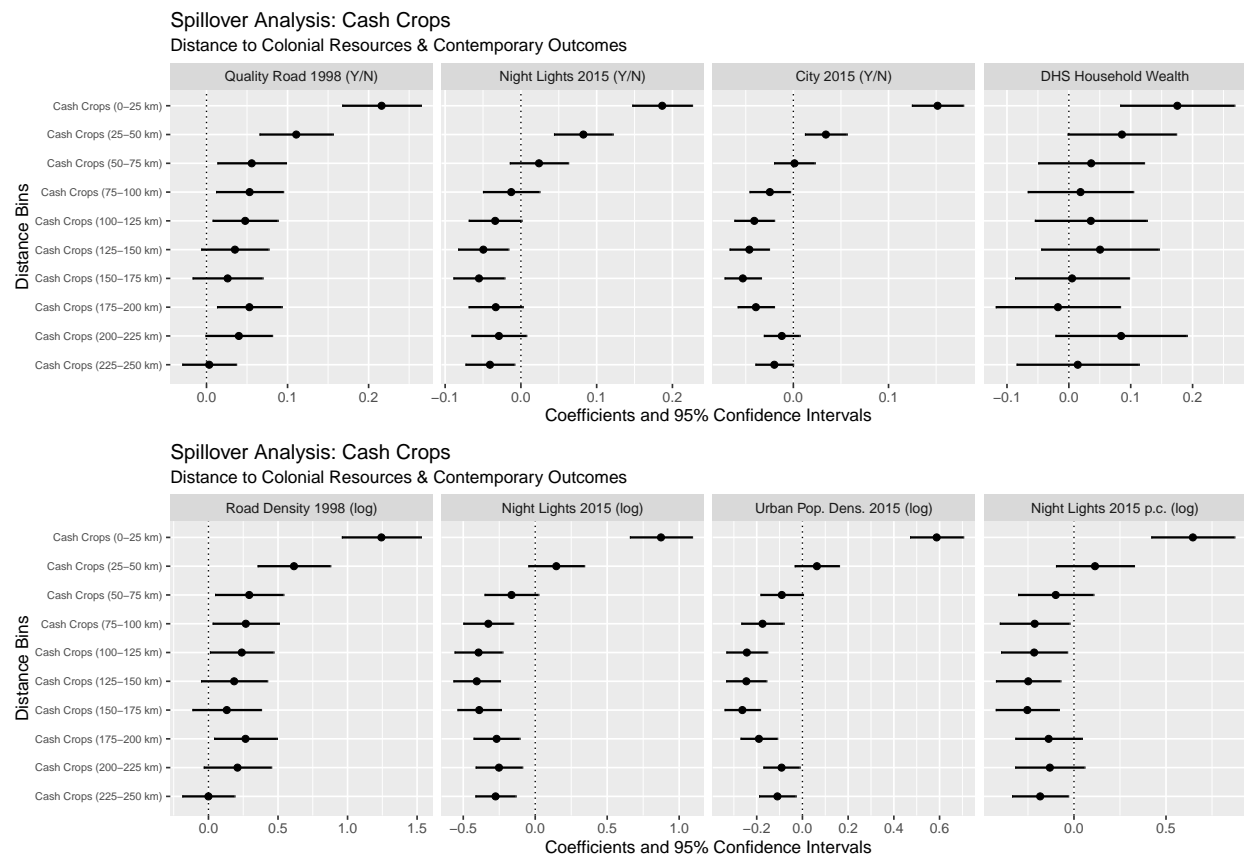 Spillover Analysis: Cash Crops
Distance to Colonial Resources & Contemporary Outcomes
Quality Road 1998 (Y/N)
Night Lights 2015 (Y/N)
City 2015 (Y/N)
DHS Household Wealth
Distance Bins
Cash Crops (0–25 km)
Cash Crops (25–50 km)
Cash Crops (50–75 km)
Cash Crops (75–100 km)
Cash Crops (100–125 km)
Cash Crops (125–150 km)
Cash Crops (150–175 km)
Cash Crops (175–200 km)
Cash Crops (200–225 km)
Cash Crops (225–250 km)
0.0 0.1 0.2
−0.1 0.0 0.1 0.2
0.0 0.1
−0.1 0.0 0.1 0.2
Coefficients and 95% Confidence Intervals
Spillover Analysis: Cash Crops
Distance to Colonial Resources & Contemporary Outcomes
Road Density 1998 (log)
Night Lights 2015 (log)
Urban Pop. Dens. 2015 (log)
Night Lights 2015 p.c. (log)
Distance Bins
Cash Crops (0–25 km)
Cash Crops (25–50 km)
Cash Crops (50–75 km)
Cash Crops (75–100 km)
Cash Crops (100–125 km)
Cash Crops (125–150 km)
Cash Crops (150–175 km)
Cash Crops (175–200 km)
Cash Crops (200–225 km)
Cash Crops (225–250 km)
0.0 0.5 1.0 1.5
−0.5 0.0 0.5 1.0
−0.2 0.0 0.2 0.4 0.6
0.0 0.5
Coefficients and 95% Confidence Intervals